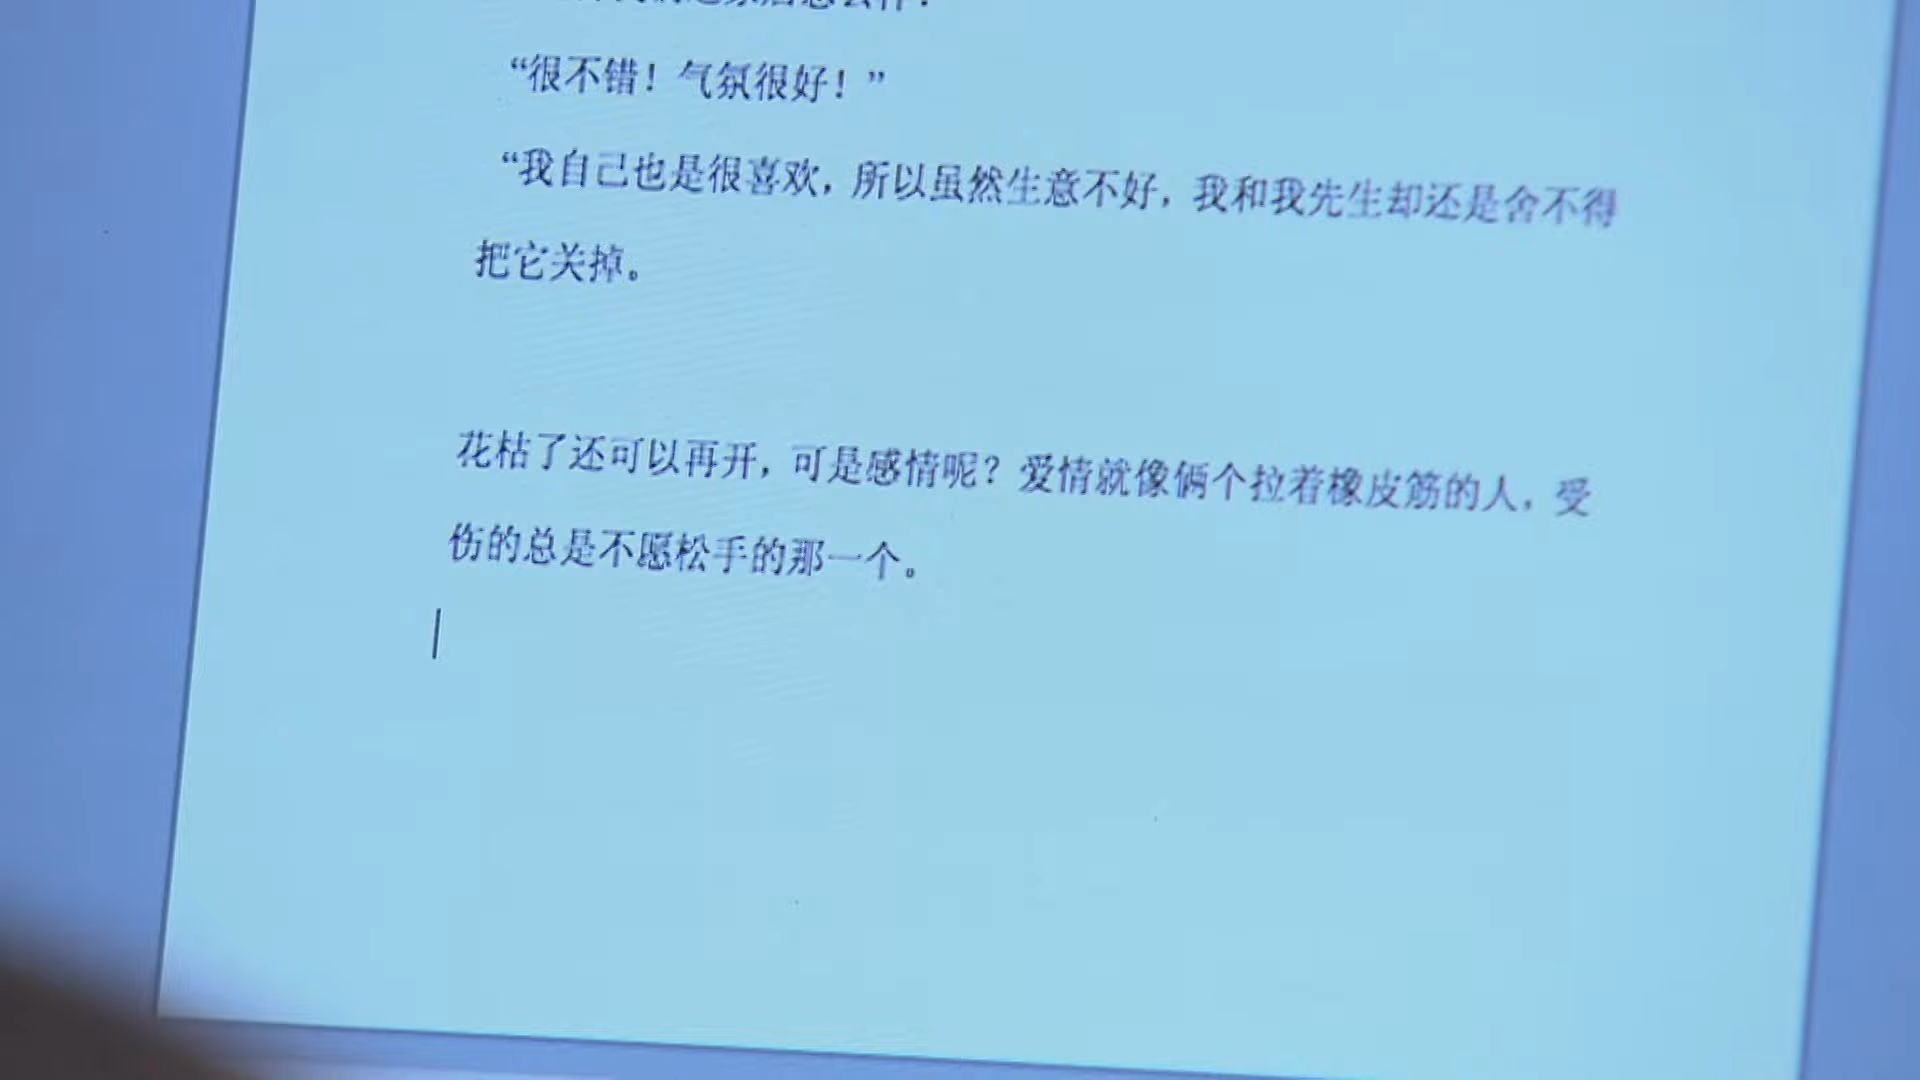 “很不错！气氛很好！”
“我自己也是很喜欢，所以虽然生意不好，我和我先生却还是舍不得
把它关掉。
花枯了还可以再开，可是感情呢？爱情就像俩个拉着橡皮筋的人，受
伤的总是不愿松手的那一个。